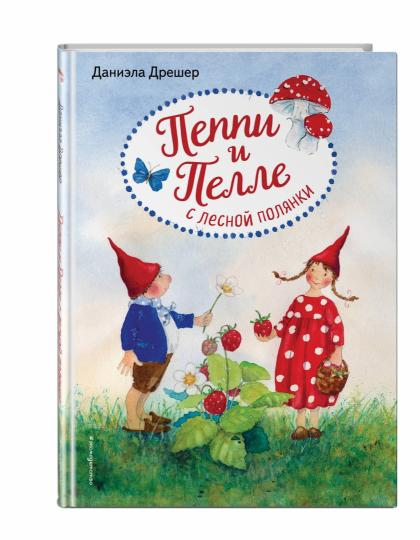 Даниэла Дрешер
Пеппи и
Пелле
с лесной полянки